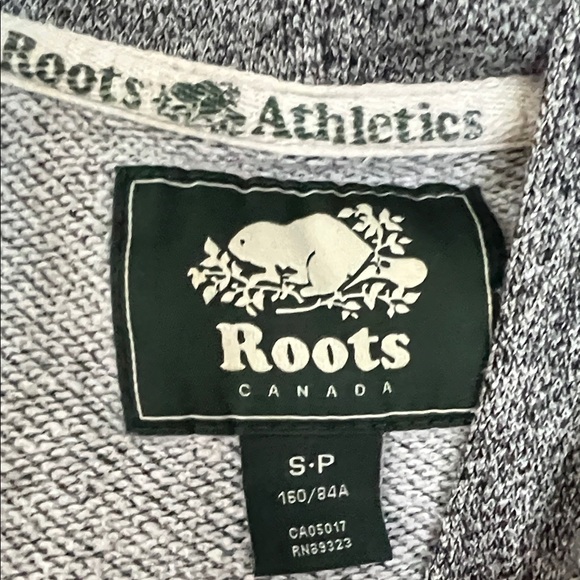 Roots Athletics
Roots
CANADA
S·P
160/84A
CA05017
RN89323